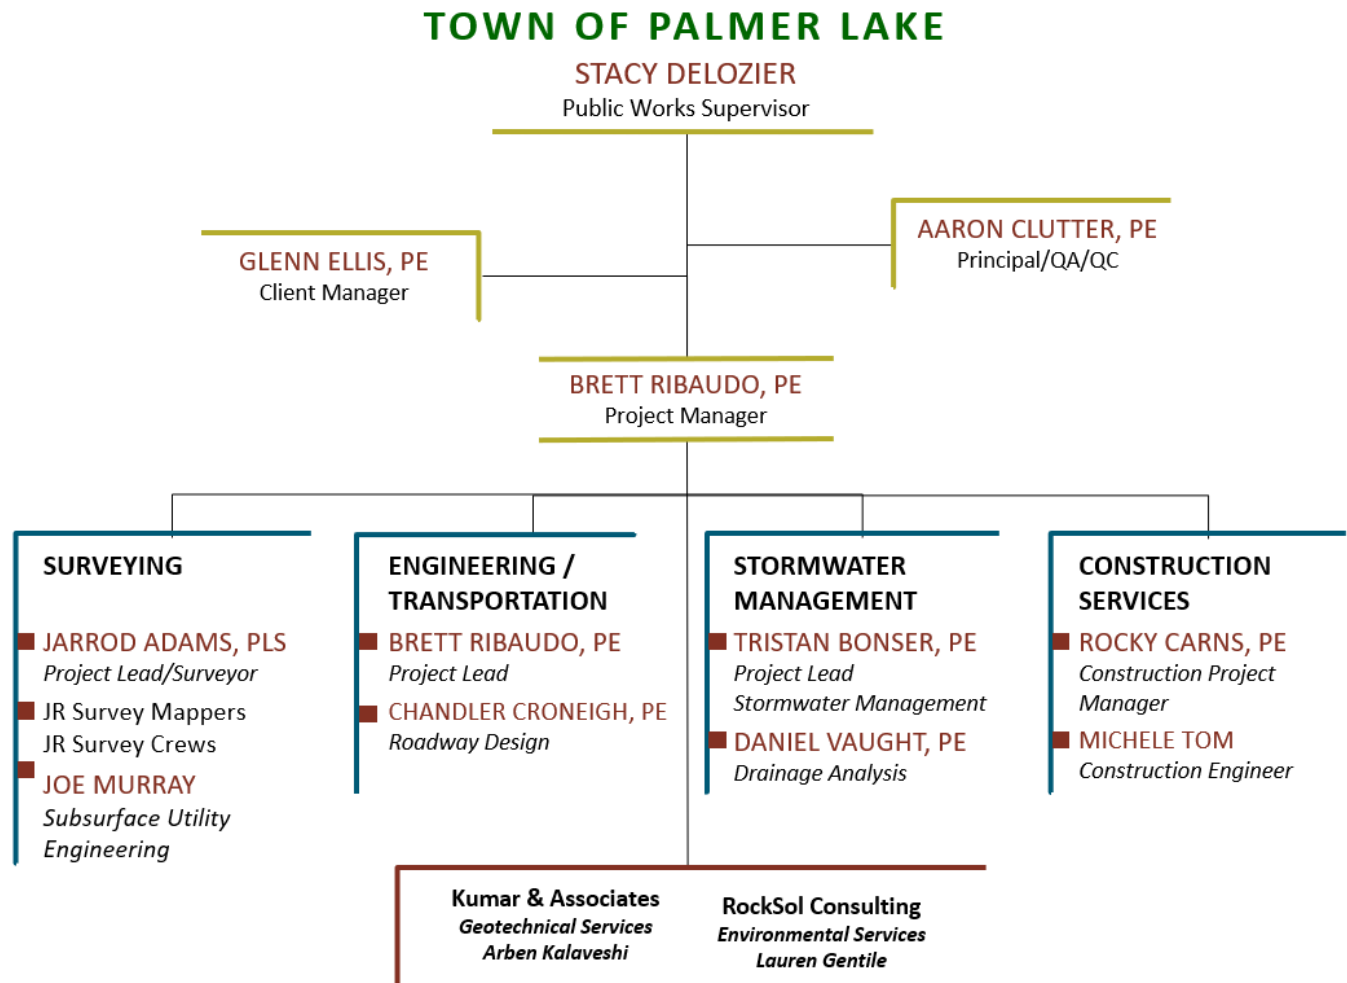 TOWN OF PALMER LAKE
STACY DELOZIER
Public Works Supervisor
AARON CLUTTER, PE
Principal/QA/QC
GLENN ELLIS, PE
Client Manager
BRETT RIBAUDO, PE
Project Manager
SURVEYING
JARROD ADAMS, PLS
Project Lead/Surveyor
JR Survey Mappers
JR Survey Crews
JOE MURRAY
Subsurface Utility
Engineering
ENGINEERING /
TRANSPORTATION
BRETT RIBAUDO, PE
Project Lead
CHANDLER CRONEIGH, PE
Roadway Design
STORMWATER
MANAGEMENT
TRISTAN BONSER, PE
Project Lead
Stormwater Management
DANIEL VAUGHT, PE
Drainage Analysis
CONSTRUCTION
SERVICES
ROCKY CARNS, PE
Construction Project
Manager
MICHELE TOM
Construction Engineer
Kumar & Associates
Geotechnical Services
Arben Kalaveshi
RockSol Consulting
Environmental Services
Lauren Gentile